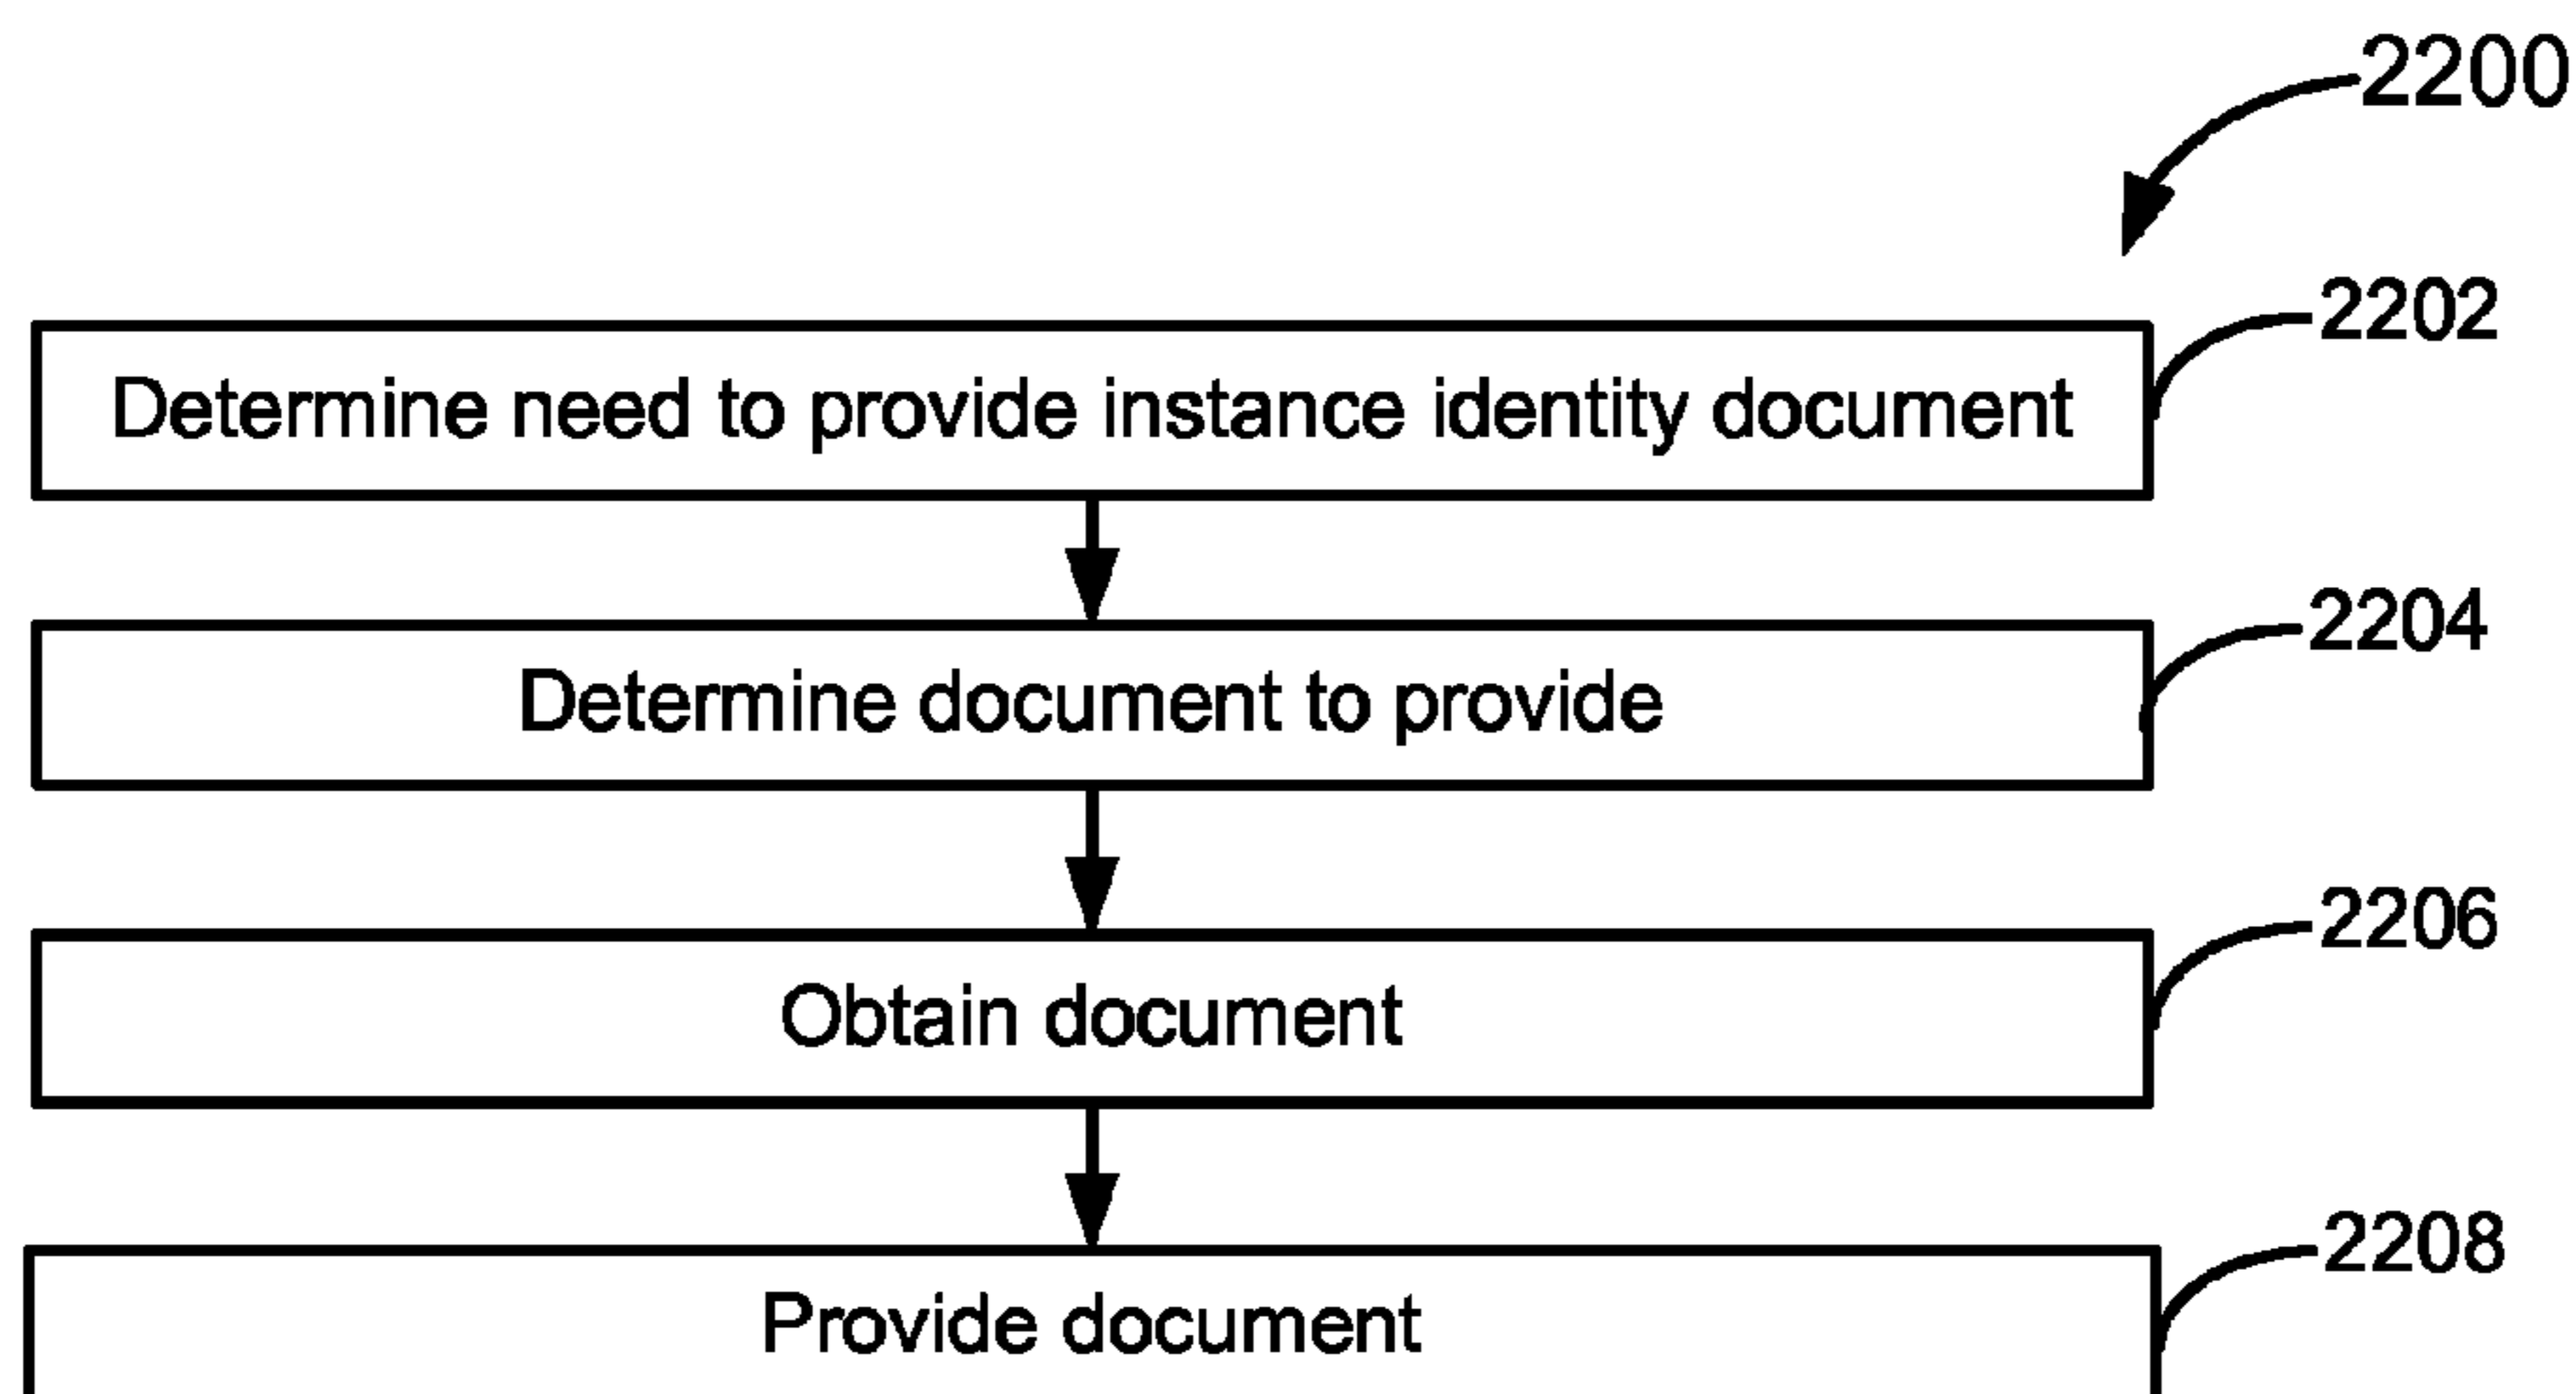 2200
2202
Determine need to provide instance identity document
2204
Determine document to provide
2206
Obtain document
2208
Provide document